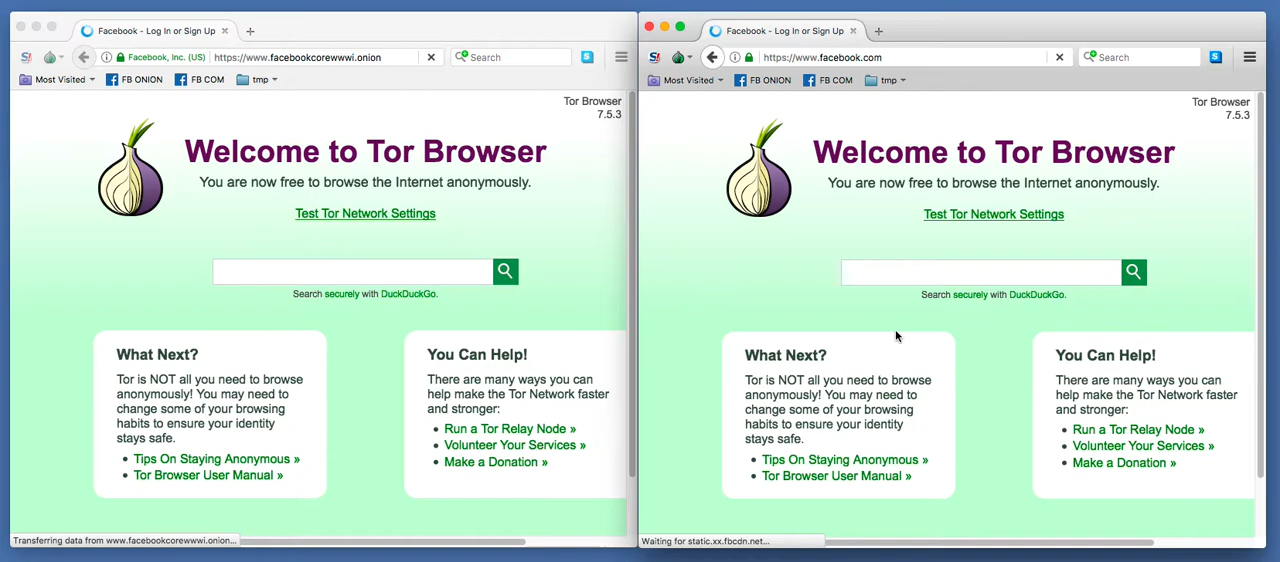 Facebook - Log In or Sign Up
Facebook, Inc. (US) https://www.facebookcorewwwi.onion Search
Most Visited FB ONION FB COM tmp
Tor Browser
7.5.3
Welcome to Tor Browser
You are now free to browse the Internet anonymously.
Test Tor Network Settings
Search securely with DuckDuckGo.
What Next?
Tor is NOT all you need to browse
anonymously! You may need to
change some of your browsing
habits to ensure your identity
stays safe.
Tips On Staying Anonymous »
Tor Browser User Manual »
You Can Help!
There are many ways you can
help make the Tor Network faster
and stronger:
Run a Tor Relay Node »
Volunteer Your Services »
Make a Donation »
Transferring data from www.facebookcorewwwi.onion...
Facebook - Log In or Sign Up
https://www.facebook.com Search
Most Visited FB ONION FB COM tmp
Tor Browser
7.5.3
Welcome to Tor Browser
You are now free to browse the Internet anonymously.
Test Tor Network Settings
Search securely with DuckDuckGo.
What Next?
Tor is NOT all you need to browse
anonymously! You may need to
change some of your browsing
habits to ensure your identity
stays safe.
Tips On Staying Anonymous »
Tor Browser User Manual »
You Can Help!
There are many ways you can
help make the Tor Network faster
and stronger:
Run a Tor Relay Node »
Volunteer Your Services »
Make a Donation »
Waiting for static.xx.fbcdn.net...